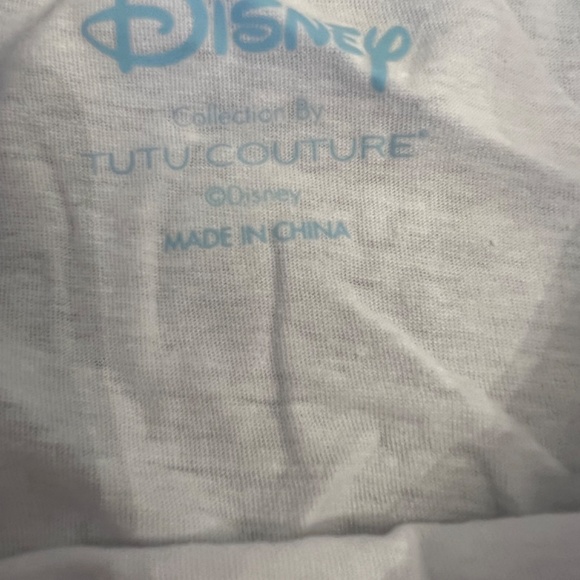 Disney
Collection By
TUTU COUTURE®
©Disney
MADE IN CHINA